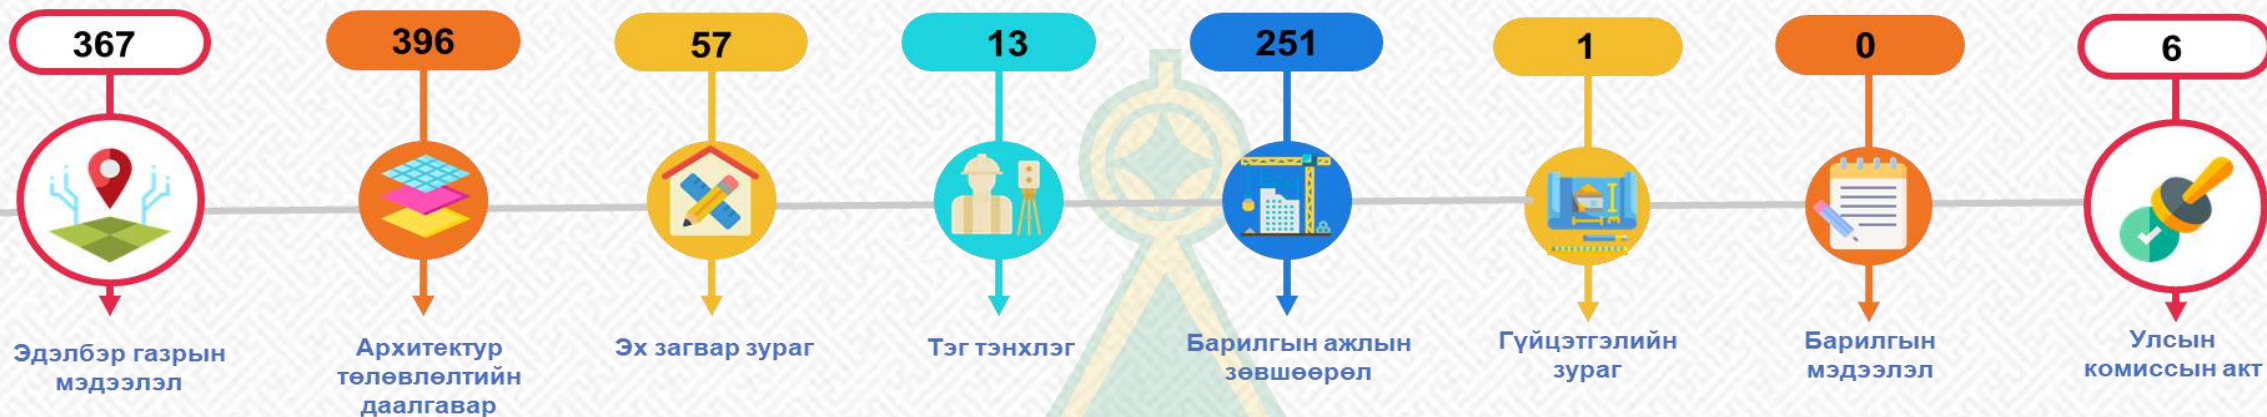 367
396
57
13
251
1
0
6
Эдэлбэр газрын
мэдээлэл
Архитектур
төлөвлөлтийн
даалгавар
Эх загвар зураг
Тэг тэнхлэг
Барилгын ажлын
зөвшөөрөл
Гүйцэтгэлийн
зураг
Барилгын
мэдээлэл
Улсын
комиссын акт